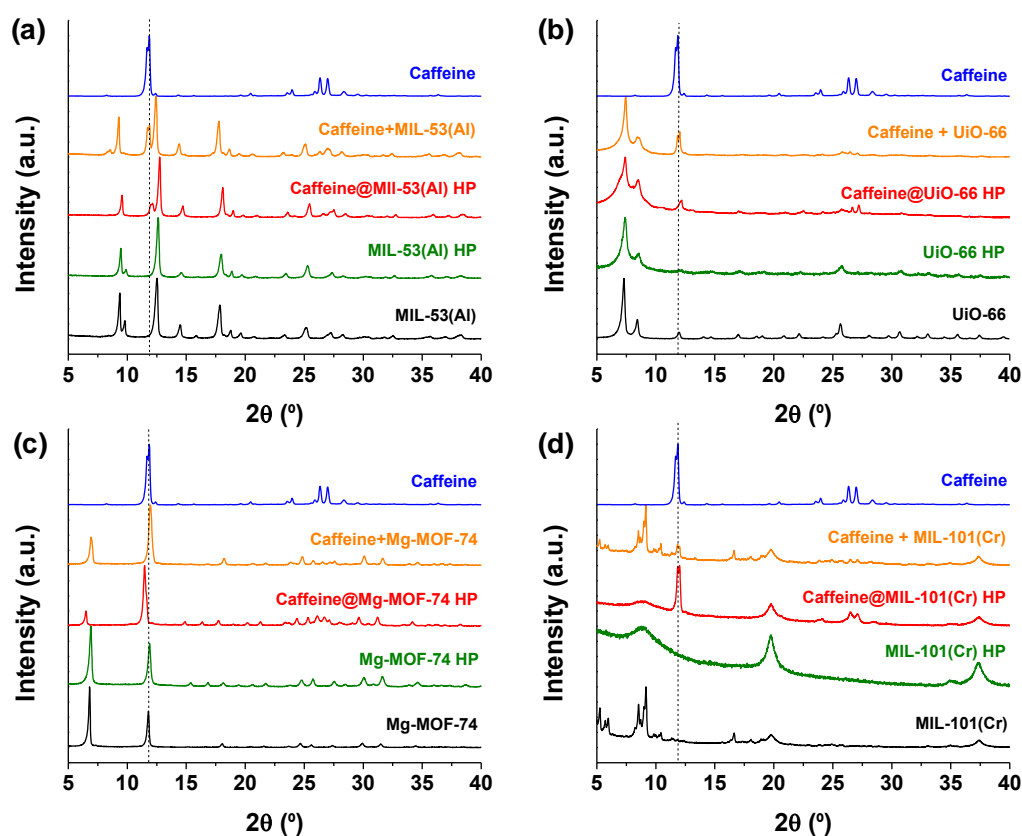 (a)
Intensity (a.u.)
Caffeine
Caffeine+MIL-53(Al)
Caffeine@MIl-53(Al) HP
MIL-53(Al) HP
MIL-53(Al)
5 10 15 20 25 30 35 40
2θ (º)
(b)
Intensity (a.u.)
Caffeine
Caffeine + UiO-66
Caffeine@UiO-66 HP
UiO-66 HP
UiO-66
5 10 15 20 25 30 35 40
2θ (º)
(c)
Intensity (a.u.)
Caffeine
Caffeine+Mg-MOF-74
Caffeine@Mg-MOF-74 HP
Mg-MOF-74 HP
Mg-MOF-74
5 10 15 20 25 30 35 40
2θ (º)
(d)
Intensity (a.u.)
Caffeine
Caffeine + MIL-101(Cr)
Caffeine@MIL-101(Cr) HP
MIL-101(Cr) HP
MIL-101(Cr)
5 10 15 20 25 30 35 40
2θ (º)